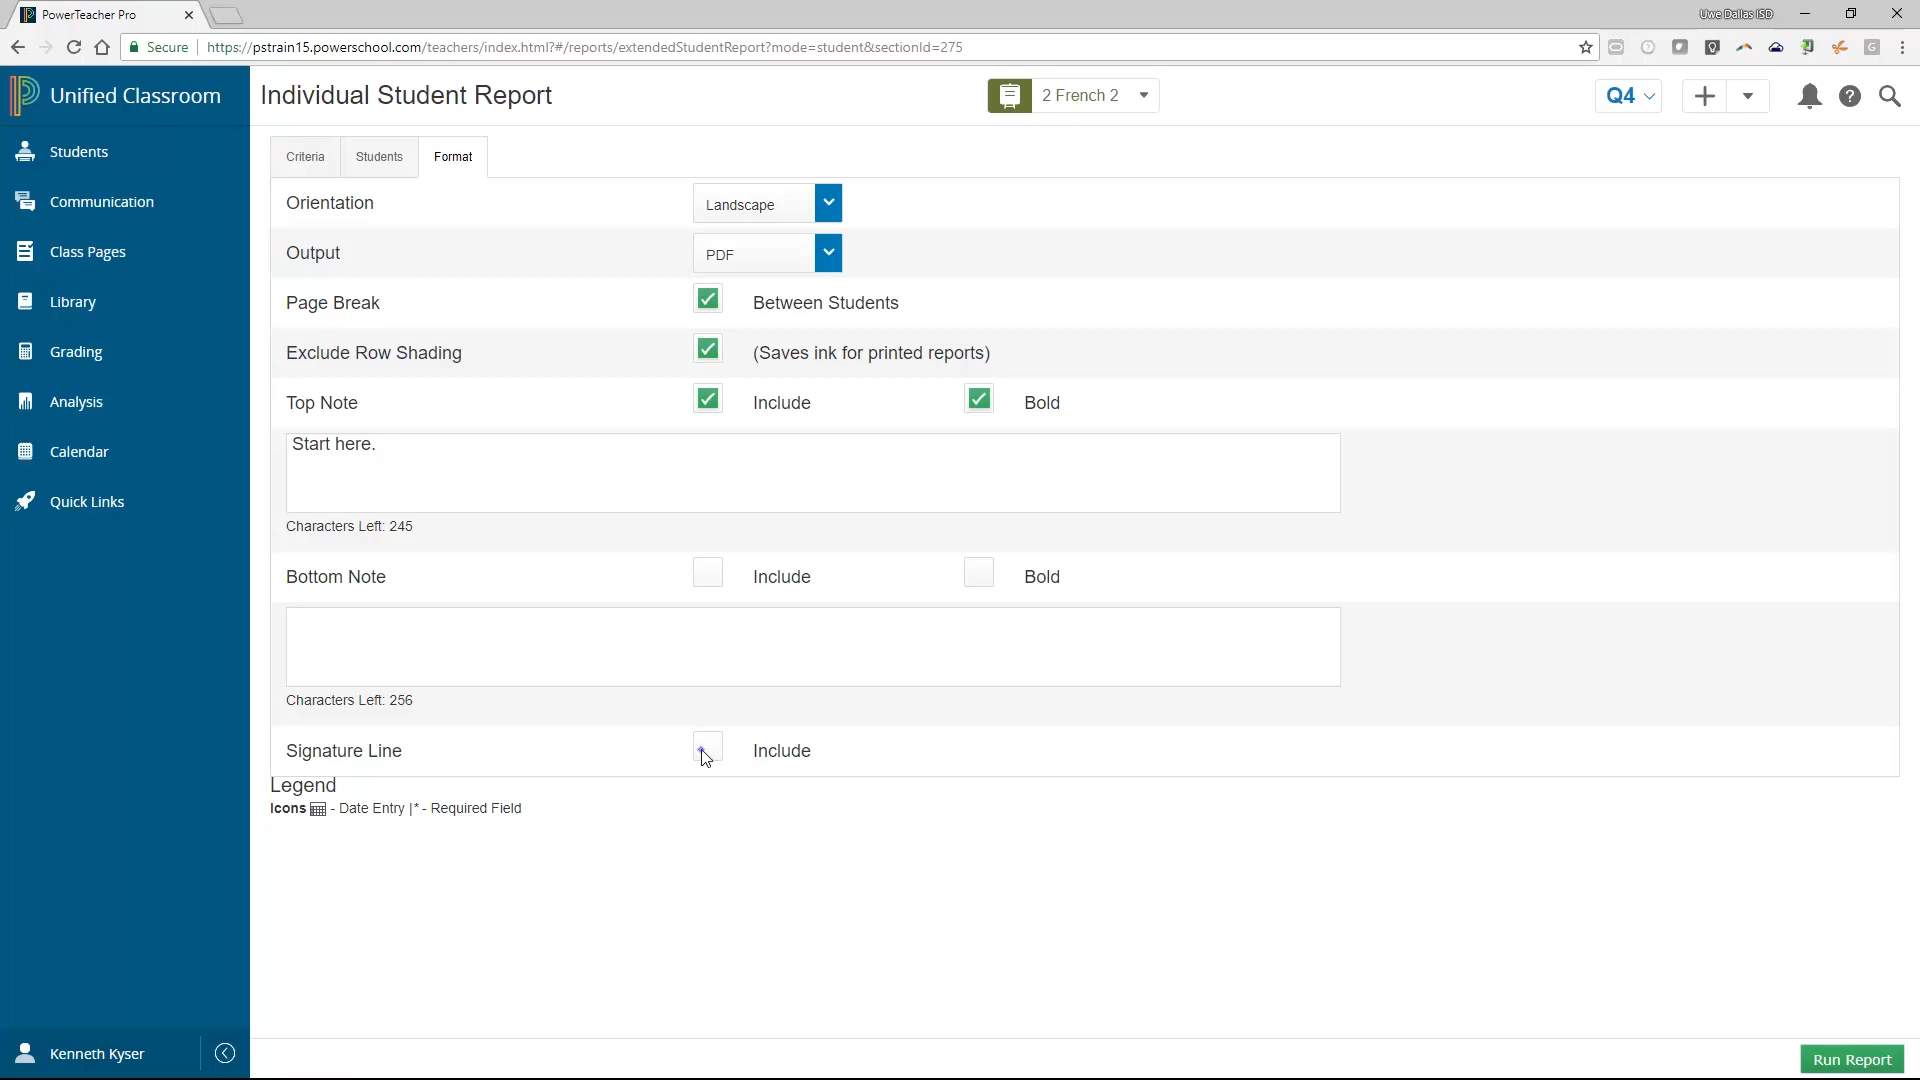 PowerTeacher Pro
Uwe Dallas ISD
Secure https://pstrain15.powerschool.com/teachers/index.html?#/reports/extendedStudentReport?mode=student&sectionId=275
Unified Classroom
Individual Student Report
2 French 2
Q4
Students
Communication
Class Pages
Library
Grading
Analysis
Calendar
Quick Links
Criteria Students Format
Orientation Landscape
Output PDF
Page Break Between Students
Exclude Row Shading (Saves ink for printed reports)
Top Note Include Bold
Start here.
Characters Left: 245
Bottom Note Include Bold
Characters Left: 256
Signature Line Include
Legend
Icons - Date Entry |* - Required Field
Kenneth Kyser
Run Report